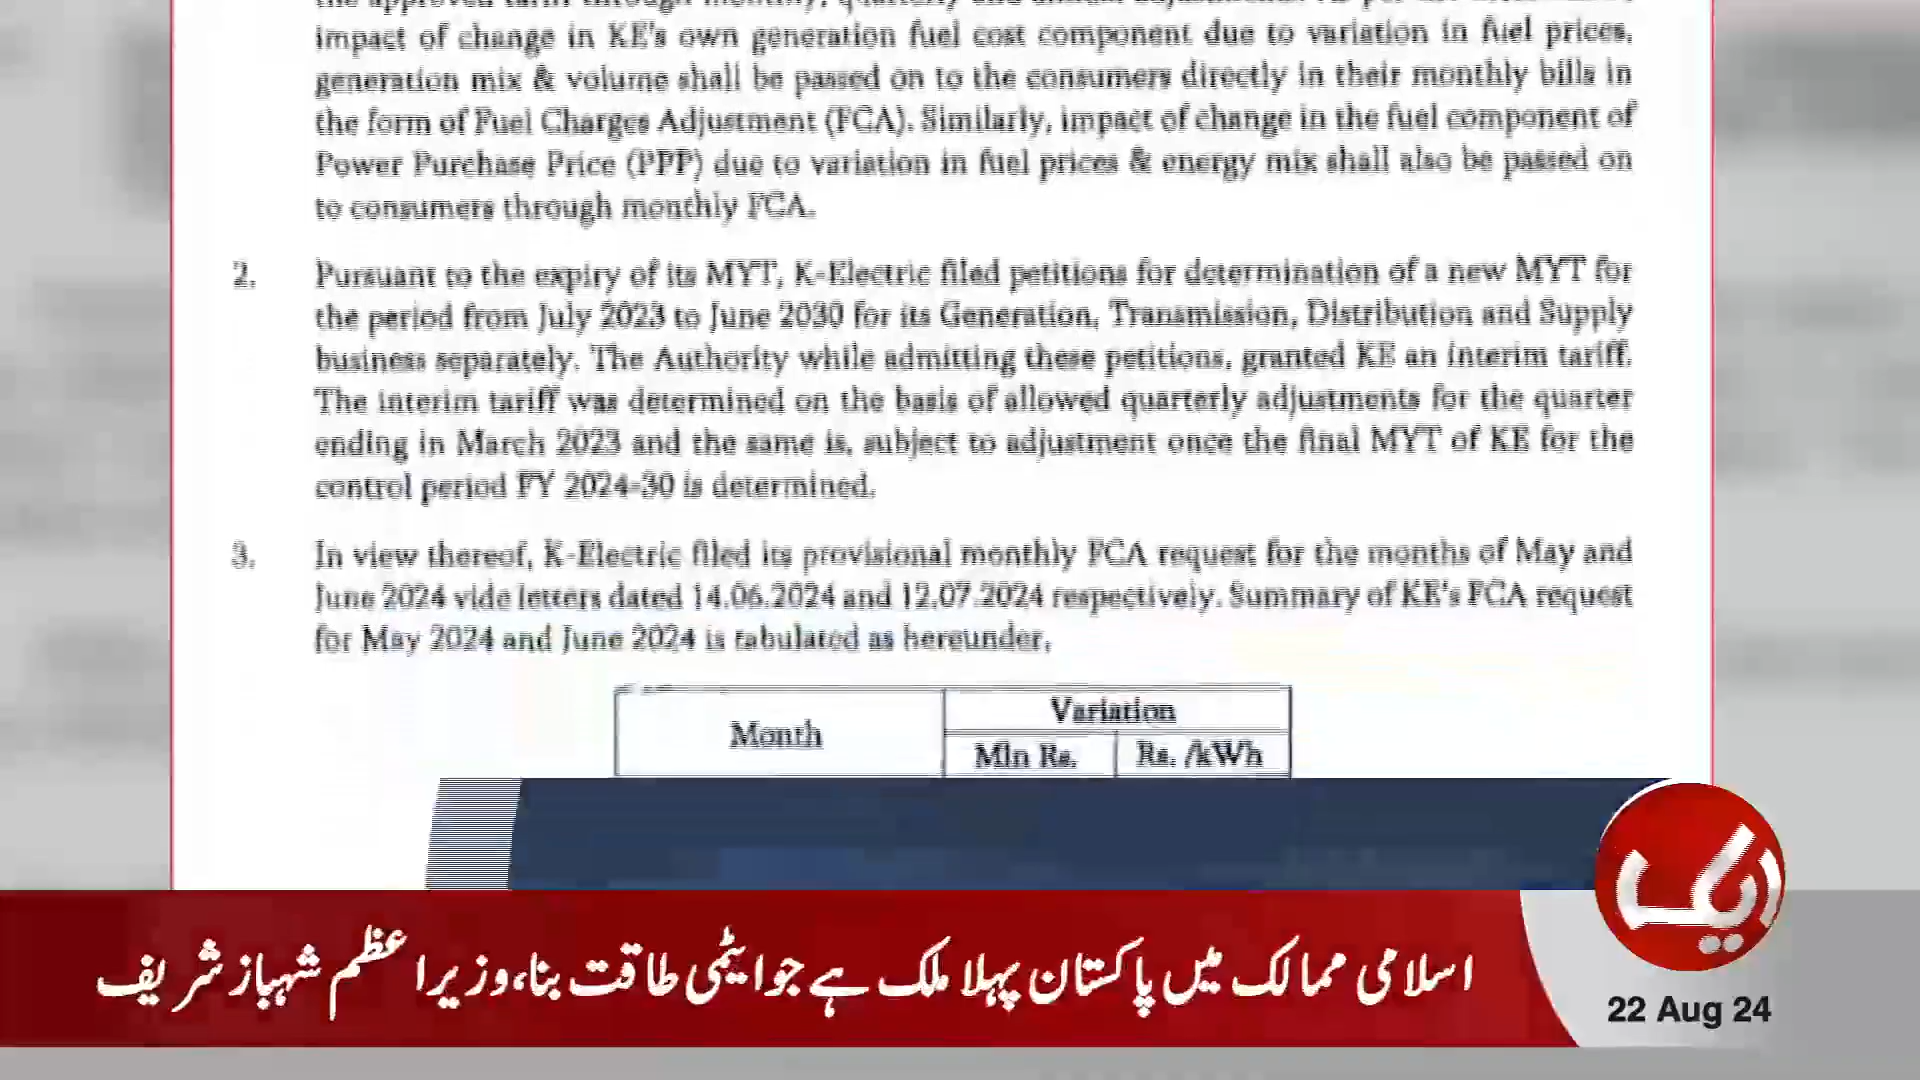 impact of change in KE's own generation fuel cost component due to variation in fuel prices,
generation mix & volume shall be passed on to the consumers directly in their monthly bills in
the form of Fuel Charges Adjustment (FCA). Similarly, impact of change in the fuel component of
Power Purchase Price (PPP) due to variation in fuel prices & energy mix shall also be passed on
to consumers through monthly FCA.
2. Pursuant to the expiry of its MYT, K-Electric filed petitions for determination of a new MYT for
the period from July 2023 to June 2030 for its Generation, Transmission, Distribution and Supply
business separately. The Authority while admitting these petitions, granted KE an interim tariff.
The interim tariff was determined on the basis of allowed quarterly adjustments for the quarter
ending in March 2023 and the same is, subject to adjustment once the final MYT of KE for the
control period FY 2024-30 is determined.
3. In view thereof, K-Electric filed its provisional monthly FCA request for the months of May and
June 2024 vide letters dated 14.06.2024 and 12.07.2024 respectively. Summary of KE's FCA request
for May 2024 and June 2024 is tabulated as hereunder,
Month
Variation
Mln Rs.
Rs. /kWh
ایک
اسلامی ممالک میں پاکستان پہلا ملک ہے جو ایٹمی طاقت بنا، وزیراعظم شہباز شریف
22 Aug 24